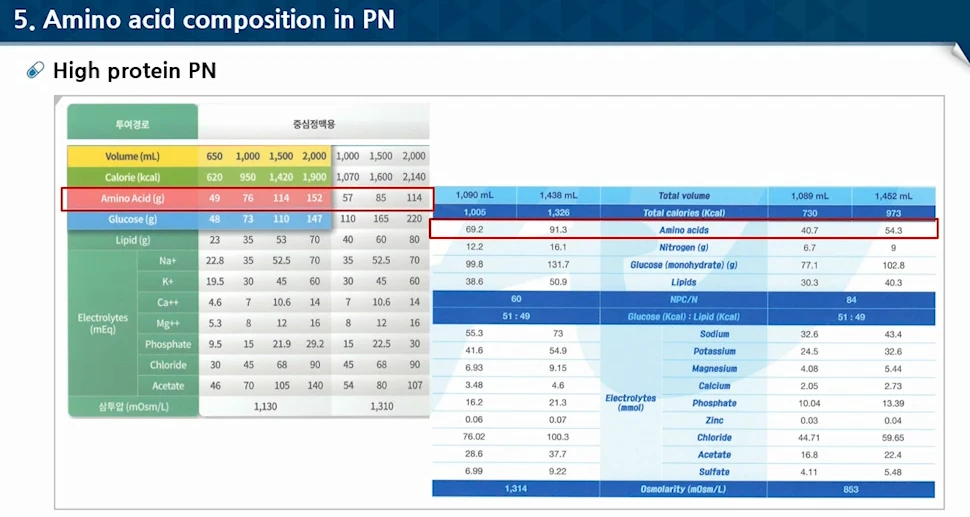 5. Amino acid composition in PN
High protein PN
투여경로 중심정맥용
Volume (mL) 650 1,000 1,500 2,000 1,000 1,500 2,000
Calorie (kcal) 620 950 1,420 1,900 1,070 1,600 2,140
Amino Acid (g) 49 76 114 152 57 85 114
Glucose (g) 48 73 110 147 110 165 220
Lipid (g) 23 35 53 70 40 60 80
Electrolytes (mEq)
Na+ 22.8 35 52.5 70 35 52.5 70
K+ 19.5 30 45 60 30 45 60
Ca++ 4.6 7 10.6 14 7 10.6 14
Mg++ 5.3 8 12 16 8 12 16
Phosphate 9.5 15 21.9 29.2 15 22.5 30
Chloride 30 45 68 90 45 68 90
Acetate 46 70 105 140 54 80 107
삼투압 (mOsm/L) 1,130 1,310
1,090 mL 1,438 mL Total volume 1,089 mL 1,452 mL
1,005 1,326 Total calories (Kcal) 730 973
69.2 91.3 Amino acids 40.7 54.3
12.2 16.1 Nitrogen (g) 6.7 9
99.8 131.7 Glucose (monohydrate) (g) 77.1 102.8
38.6 50.9 Lipids 30.3 40.3
60 NPC/N 84
51 : 49 Glucose (Kcal) : Lipid (Kcal) 51 : 49
Electrolytes (mmol)
55.3 73 Sodium 32.6 43.4
41.6 54.9 Potassium 24.5 32.6
6.93 9.15 Magnesium 4.08 5.44
3.48 4.6 Calcium 2.05 2.73
16.2 21.3 Phosphate 10.04 13.39
0.06 0.07 Zinc 0.03 0.04
76.02 100.3 Chloride 44.71 59.65
28.6 37.7 Acetate 16.8 22.4
6.99 9.22 Sulfate 4.11 5.48
1,314 Osmolarity (mOsm/L) 853